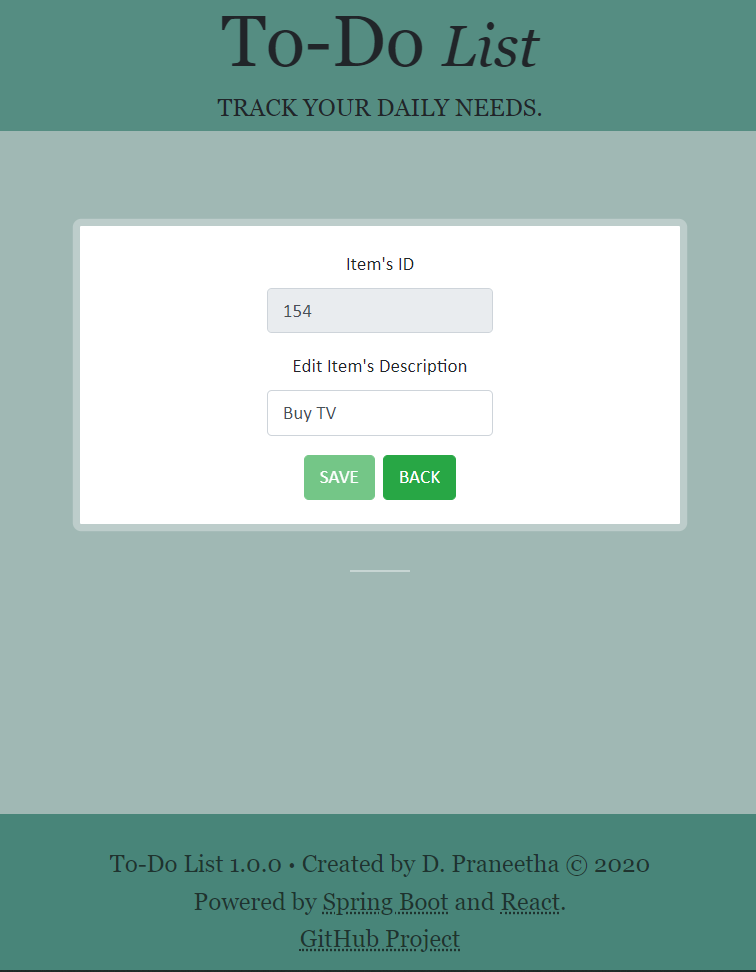 To-Do List
TRACK YOUR DAILY NEEDS.
Item's ID
154
Edit Item's Description
Buy TV
SAVE BACK
To-Do List 1.0.0 • Created by D. Praneetha © 2020
Powered by Spring Boot and React.
GitHub Project